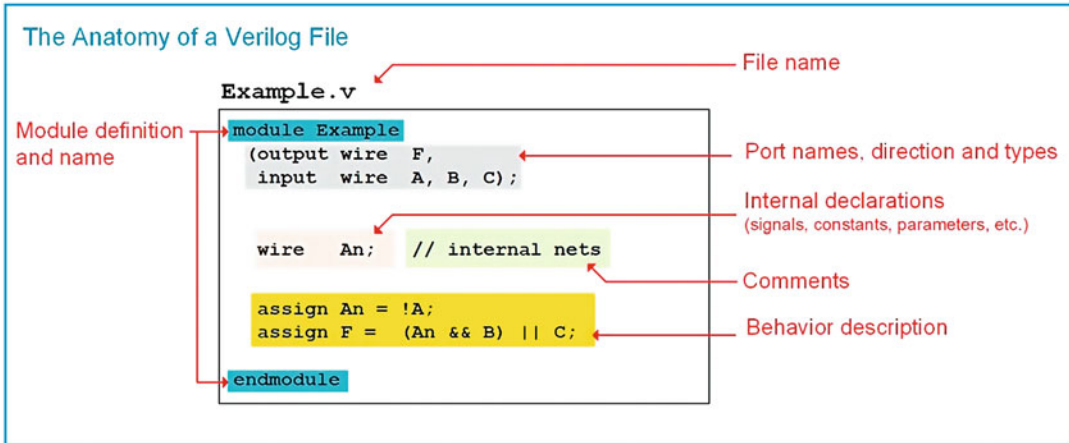 The Anatomy of a Verilog File
File name
Example.v
Module definition
and name
module Example
(output wire F,
input wire A, B, C);
Port names, direction and types
Internal declarations
(signals, constants, parameters, etc.)
wire An; // internal nets
Comments
assign An = !A;
assign F = (An && B) || C;
Behavior description
endmodule